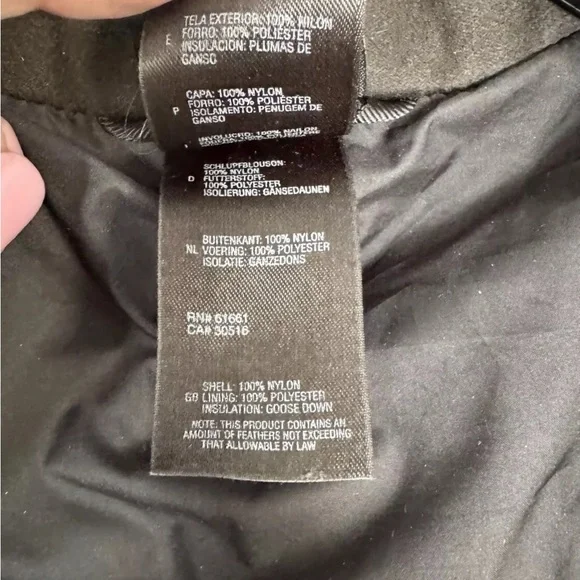 TELA EXTERIOR: 100% NILON
E FORRO: 100% POLIESTER
INSULACION: PLUMAS DE
GANSO
CAPA: 100% NYLON
P FORRO: 100% POLIESTER
ISOLAMENTO: PENUGEM DE
GANSO
I INVOLUCRO: 100% NAILON
SCHLUPFBLOUSON:
100% NYLON
D FUTTERSTOFF:
100% POLYESTER
ISOLIERUNG: GÄNSEDAUNEN
BUITENKANT: 100% NYLON
NL VOERING: 100% POLYESTER
ISOLATIE: GANZEDONS
RN# 61661
CA# 30516
SHELL: 100% NYLON
GB LINING: 100% POLYESTER
INSULATION: GOOSE DOWN
NOTE: THIS PRODUCT CONTAINS AN
AMOUNT OF FEATHERS NOT EXCEEDING
THAT ALLOWABLE BY LAW